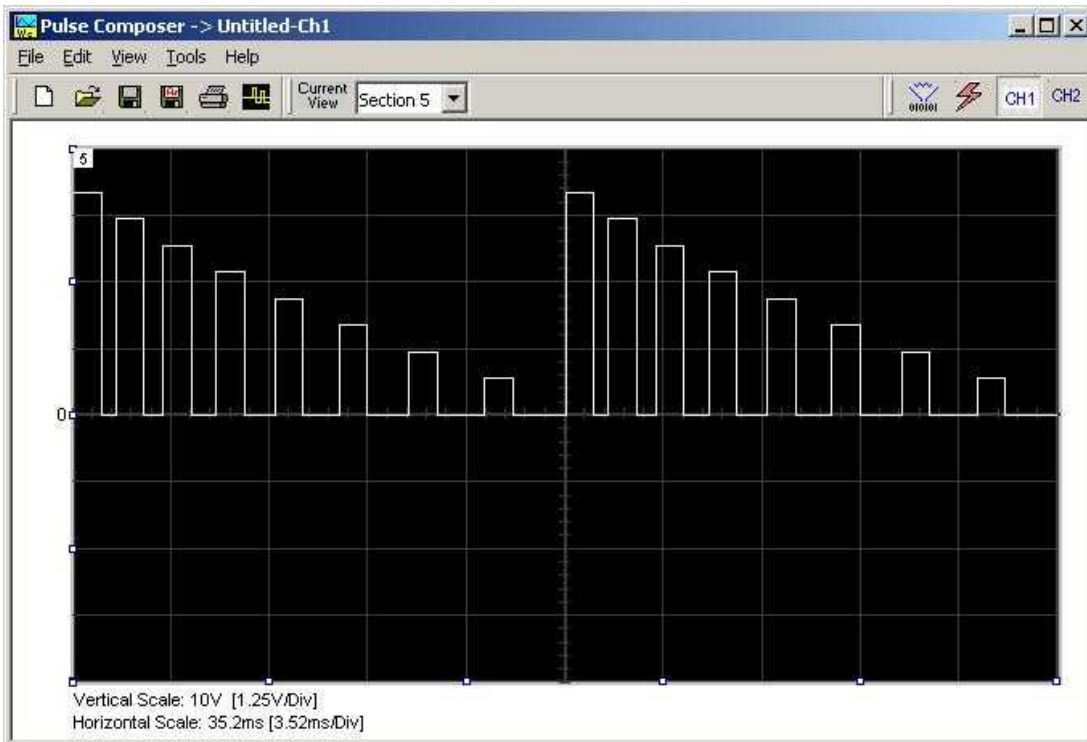 Pulse Composer -> Untitled-Ch1
File Edit View Tools Help
Current View Section 5
010101 CH1 CH2
5
0
Vertical Scale: 10V [1.25V/Div]
Horizontal Scale: 35.2ms [3.52ms/Div]